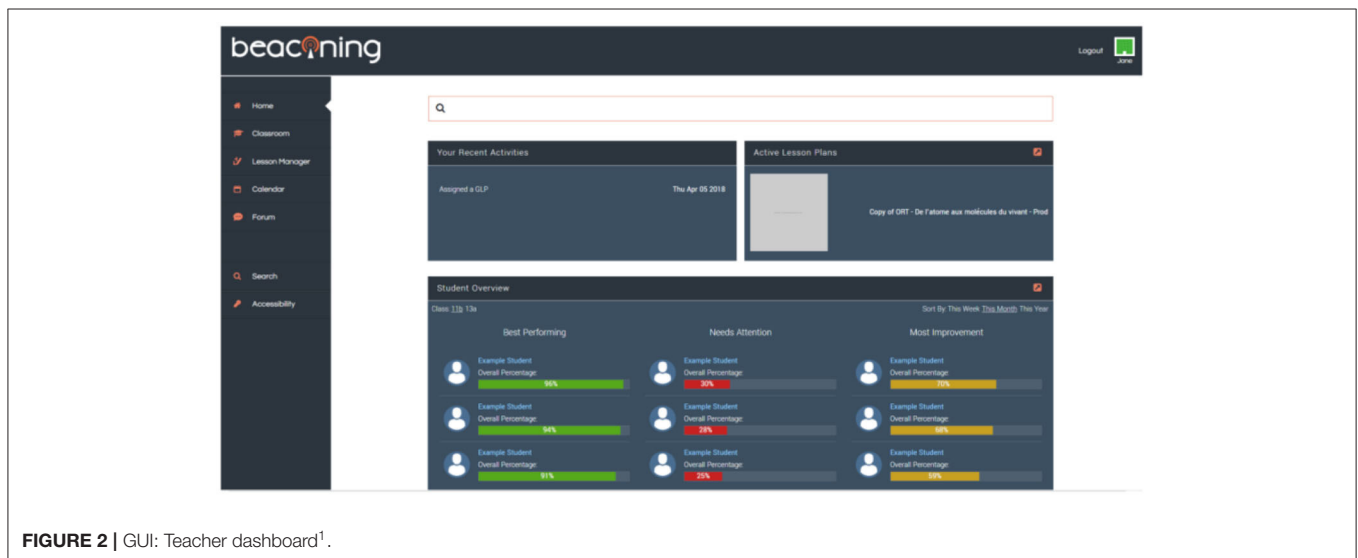 beaconing
Logout
Jane
Home
Classroom
Lesson Manager
Calendar
Forum
Search
Accessibility
Your Recent Activities
Assigned a GLP Thu Apr 05 2018
Active Lesson Plans
Copy of ORT - De l'atome aux molécules du vivant - Prod
Student Overview
Class: 11b 13a Sort By This Week This Month This Year
Best Performing Needs Attention Most Improvement
Example Student Example Student Example Student
Overall Percentage: Overall Percentage: Overall Percentage:
96% 30% 70%
Example Student Example Student Example Student
Overall Percentage: Overall Percentage: Overall Percentage:
94% 28% 68%
Example Student Example Student Example Student
Overall Percentage: Overall Percentage: Overall Percentage:
91% 25% 59%
FIGURE 2 | GUI: Teacher dashboard¹.